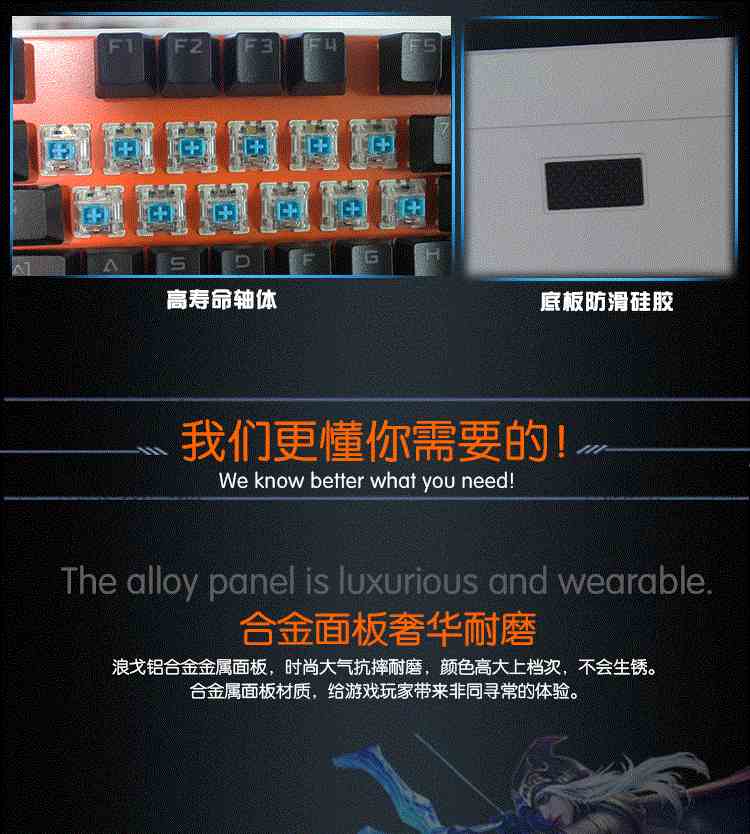 F1 F2 F3 F4 F5
7
A S D F G H
高寿命轴体
底板防滑硅胶
我们更懂你需要的!
We know better what you need!
The alloy panel is luxurious and wearable.
合金面板奢华耐磨
浪戈铝合金金属面板，时尚大气抗摔耐磨，颜色高大上档次，不会生锈。
合金属面板材质，给游戏玩家带来非同寻常的体验。